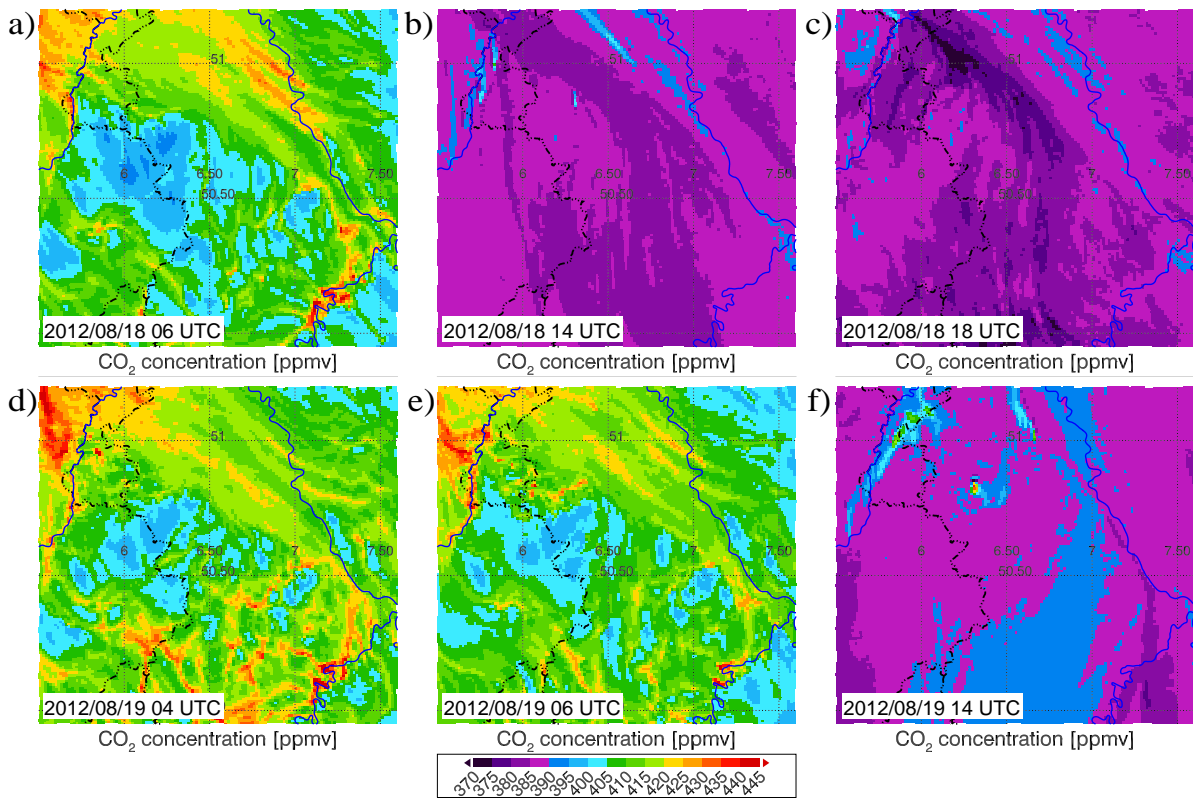 a)
51
6
6.50
7
7.50
50.50
2012/08/18 06 UTC
CO2 concentration [ppmv]
b)
51
6
6.50
7
7.50
50.50
2012/08/18 14 UTC
CO2 concentration [ppmv]
c)
51
6
6.50
7
7.50
50.50
2012/08/18 18 UTC
CO2 concentration [ppmv]
d)
51
6
6.50
7
7.50
50.50
2012/08/19 04 UTC
CO2 concentration [ppmv]
e)
51
6
6.50
7
7.50
50.50
2012/08/19 06 UTC
CO2 concentration [ppmv]
f)
51
6
6.50
7
7.50
50.50
2012/08/19 14 UTC
CO2 concentration [ppmv]
370 375 380 385 390 395 400 405 410 415 420 425 430 435 440 445